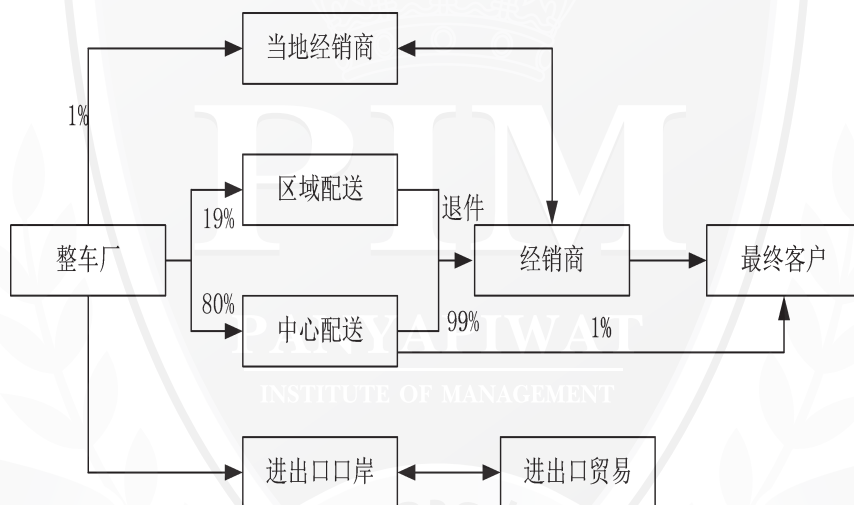 当地经销商
1%
区域配送
19%
退件
整车厂
经销商
最终客户
80%
中心配送
99%
1%
PIM
PANYAPIWAT
INSTITUTE OF MANAGEMENT
进出口口岸
进出口贸易